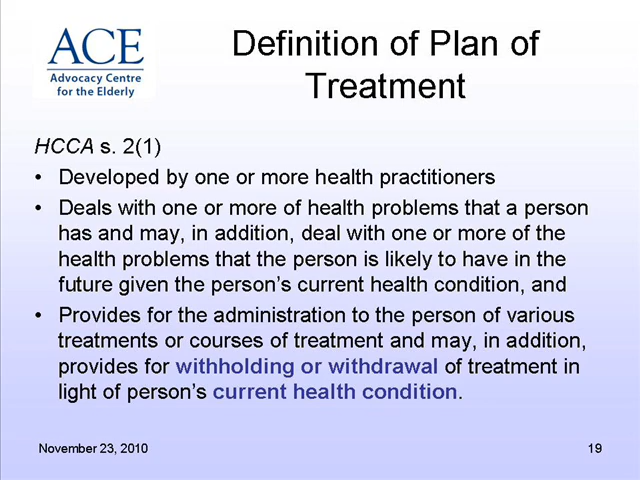 ACE
Advocacy Centre
for the Elderly
Definition of Plan of
Treatment
HCCA s. 2(1)
• Developed by one or more health practitioners
• Deals with one or more of health problems that a person
has and may, in addition, deal with one or more of the
health problems that the person is likely to have in the
future given the person's current health condition, and
• Provides for the administration to the person of various
treatments or courses of treatment and may, in addition,
provides for withholding or withdrawal of treatment in
light of person's current health condition.
November 23, 2010
19